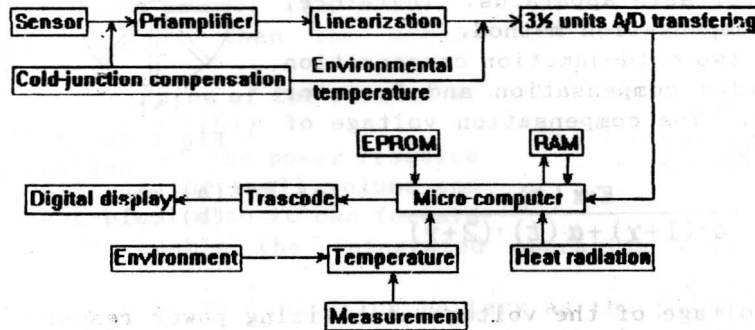 Sensor
Priamplifier
Linearization
3½ units A/D transfering
Cold-junction compensation
Environmental
temperature
EPROM
RAM
Digital display
Trascode
Micro-computer
Environment
Temperature
Heat radiation
Measurement